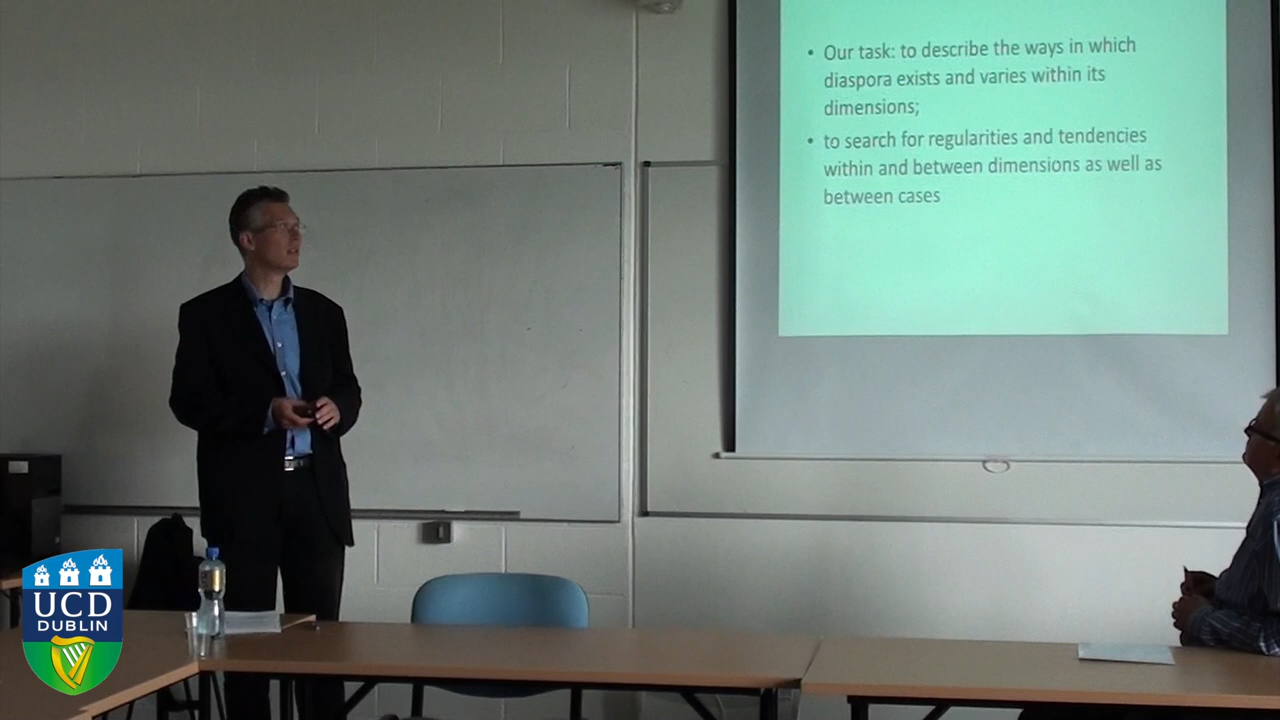 • Our task: to describe the ways in which
diaspora exists and varies within its
dimensions;
• to search for regularities and tendencies
within and between dimensions as well as
between cases
UCD
DUBLIN